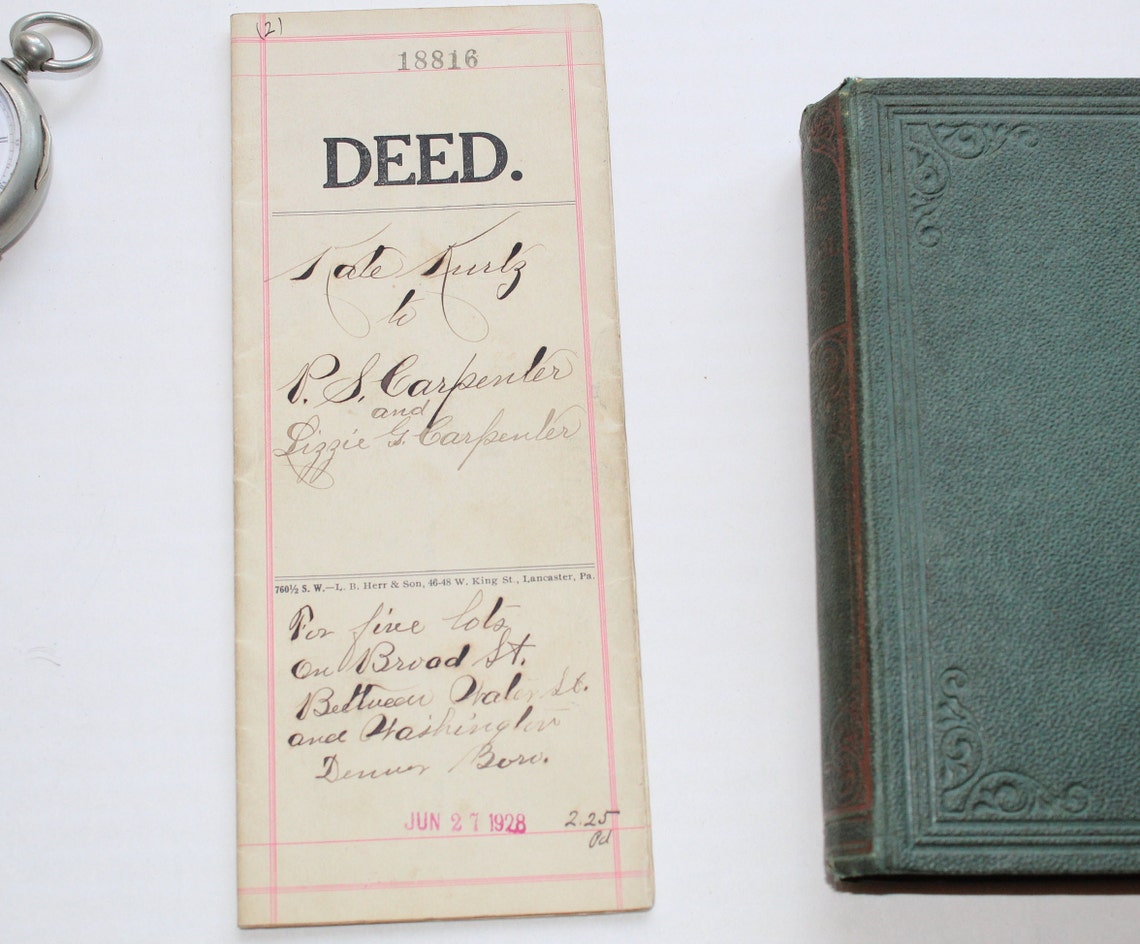 (2)
18816
DEED.
Kate Kurtz
to
P. S. Carpenter
and
Lizzie G. Carpenter
760½ S. W.—L. B. Herr & Son, 46-48 W. King St., Lancaster, Pa.
For five lots
on Broad St.
Bettween Water St.
and Washington
Denver Boro.
JUN 27 1928
2.25
Pd